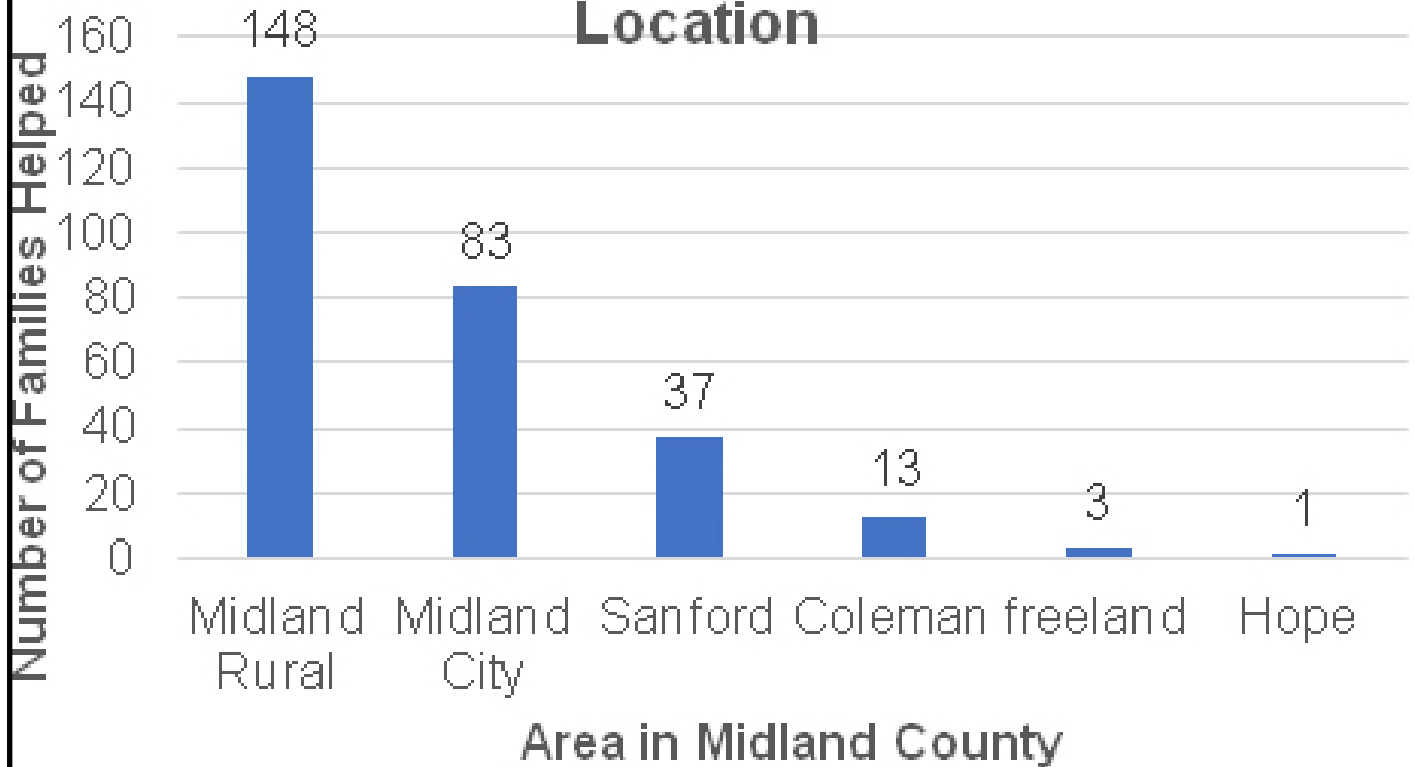 Location
Number of Families Helped
160
140
120
100
80
60
40
20
0
148
83
37
13
3
1
Midland Rural
Midland City
Sanford
Coleman
freeland
Hope
Area in Midland County